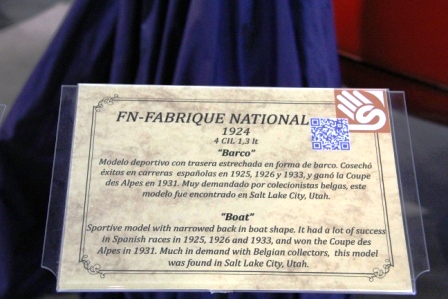 FN-FABRIQUE NATIONAL
1924
4 CIL 1,3 lt
"Barco"
Modelo deportivo con trasera estrechada en forma de barco. Cosechó
éxitos en carreras españolas en 1925, 1926 y 1933, y ganó la Coupe
des Alpes en 1931. Muy demandado por colecionistas belgas, este
modelo fue encontrado en Salt Lake City, Utah.
"Boat"
Sportive model with narrowed back in boat shape. It had a lot of success
in Spanish races in 1925, 1926 and 1933, and won the Coupe des
Alpes in 1931. Much in demand with Belgian collectors, this model
was found in Salt Lake City, Utah.